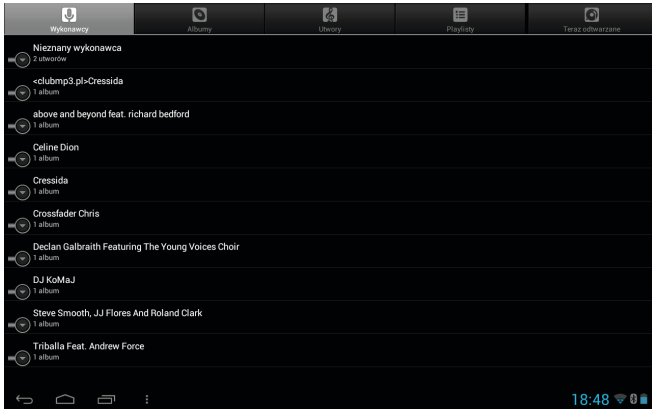 Wykonawcy
Albumy
Utwory
Playlisty
Teraz odtwarzane
Nieznany wykonawca
2 utworów
<clubmp3.pl>Cressida
1 album
above and beyond feat. richard bedford
1 album
Celine Dion
1 album
Cressida
1 album
Crossfader Chris
1 album
Declan Galbraith Featuring The Young Voices Choir
1 album
DJ KoMaJ
1 album
Steve Smooth, JJ Flores And Roland Clark
1 album
Triballa Feat. Andrew Force
1 album
18:48